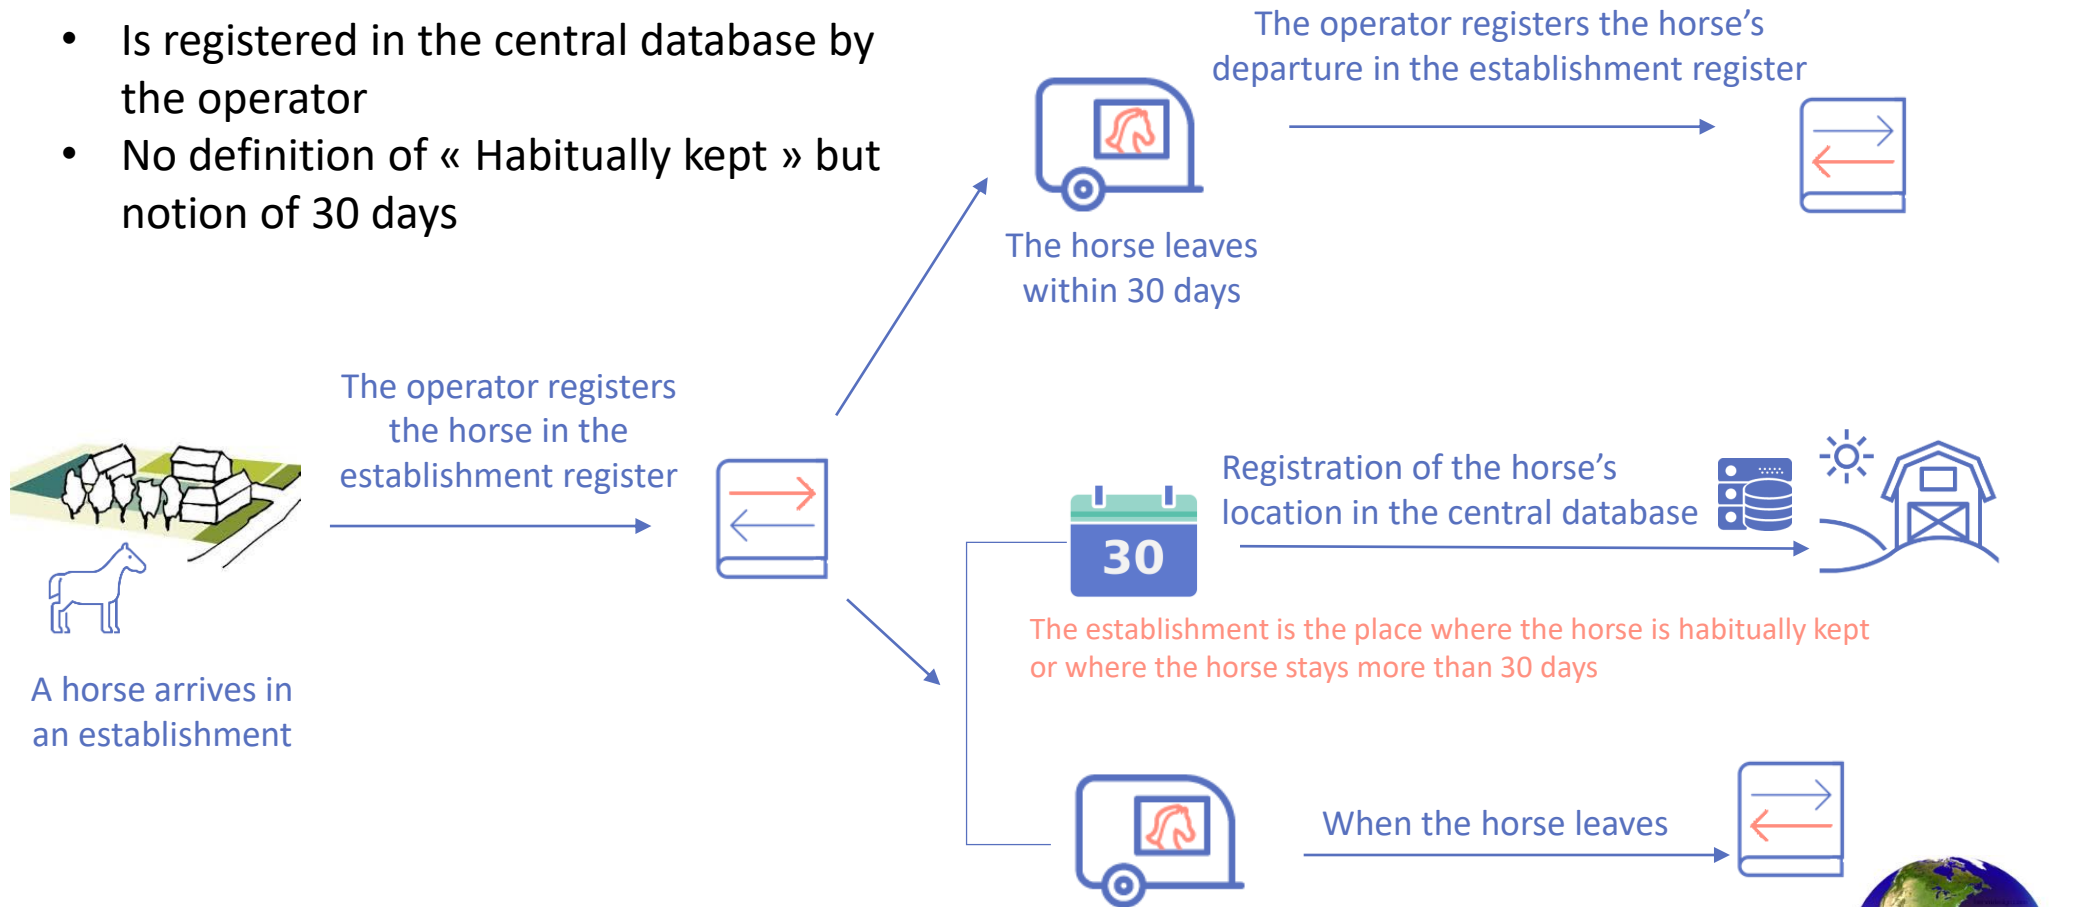 • Is registered in the central database by
the operator
• No definition of « Habitually kept » but
notion of 30 days
The operator registers the horse’s
departure in the establishment register
The horse leaves
within 30 days
The operator registers
the horse in the
establishment register
A horse arrives in
an establishment
Registration of the horse’s
location in the central database
30
The establishment is the place where the horse is habitually kept
or where the horse stays more than 30 days
When the horse leaves